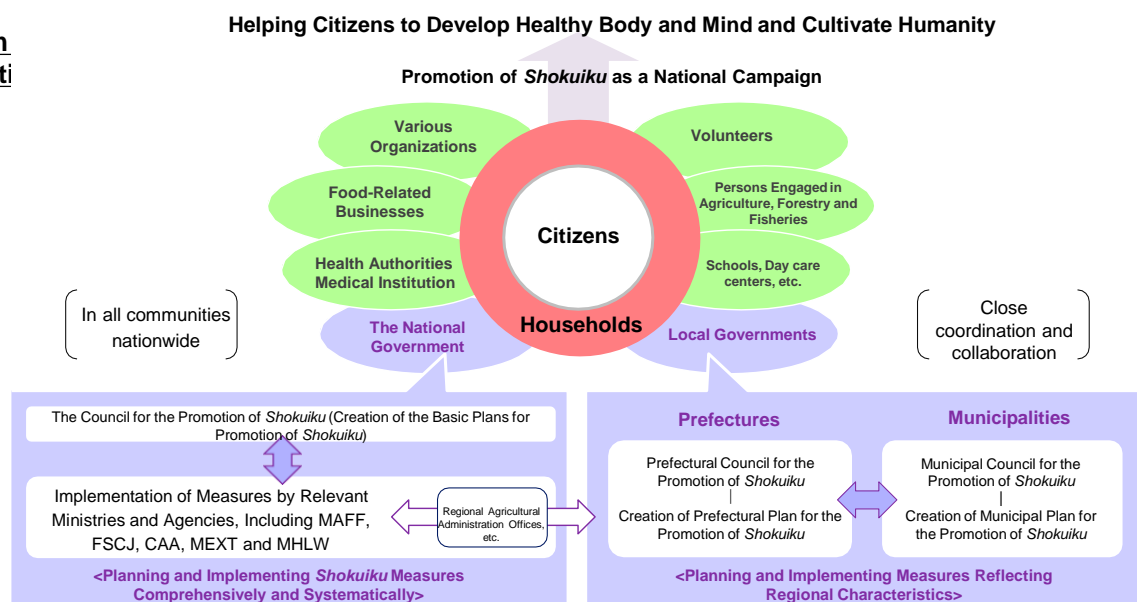 Helping Citizens to Develop Healthy Body and Mind and Cultivate Humanity
Promotion of Shokuiku as a National Campaign
Various
Organizations
Volunteers
Food-Related
Businesses
Persons Engaged in
Agriculture, Forestry and
Fisheries
Citizens
Health Authorities
Medical Institution
Schools, Day care
centers, etc.
Households
The National
Government
Local Governments
In all communities
nationwide
Close
coordination and
collaboration
The Council for the Promotion of Shokuiku (Creation of the Basic Plans for
Promotion of Shokuiku)
Implementation of Measures by Relevant
Ministries and Agencies, Including MAFF,
FSCJ, CAA, MEXT and MHLW
<Planning and Implementing Shokuiku Measures
Comprehensively and Systematically>
Regional Agricultural
Administration Offices,
etc.
Prefectures
Prefectural Council for the
Promotion of Shokuiku
Creation of Prefectural Plan for the
Promotion of Shokuiku
Municipalities
Municipal Council for the
Promotion of Shokuiku
Creation of Municipal Plan for
the Promotion of Shokuiku
<Planning and Implementing Measures Reflecting
Regional Characteristics>